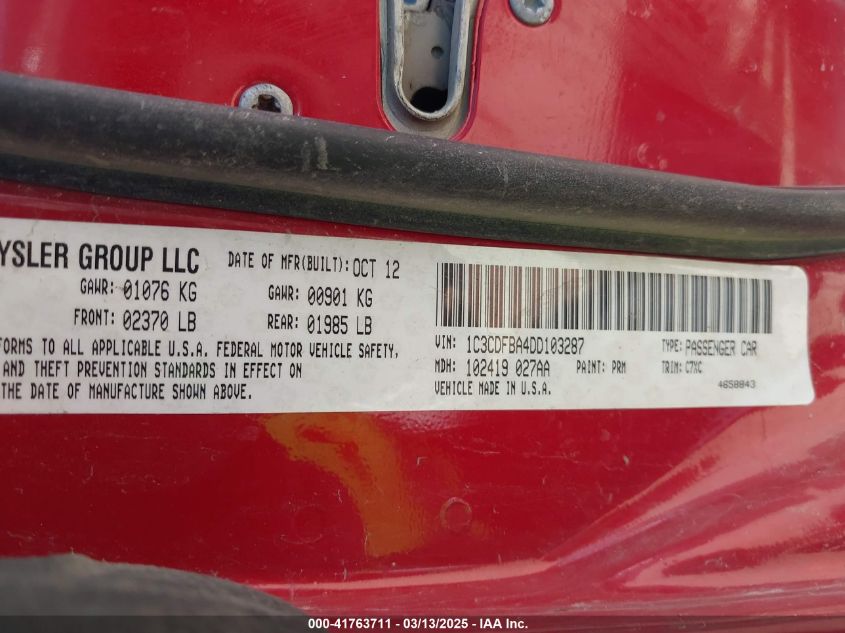 YSLER GROUP LLC DATE OF MFR(BUILT): OCT 12
GAWR: 01076 KG GAWR: 00901 KG
FRONT: 02370 LB REAR: 01985 LB
FORMS TO ALL APPLICABLE U.S.A. FEDERAL MOTOR VEHICLE SAFETY,
AND THEFT PREVENTION STANDARDS IN EFFECT ON
THE DATE OF MANUFACTURE SHOWN ABOVE.
VIN: 1C3CDFBA4DD103287 TYPE: PASSENGER CAR
MDH: 102419 027AA PAINT: PRM TRIM: C7XC
VEHICLE MADE IN U.S.A. 4658843
000-41763711 - 03/13/2025 - IAA Inc.